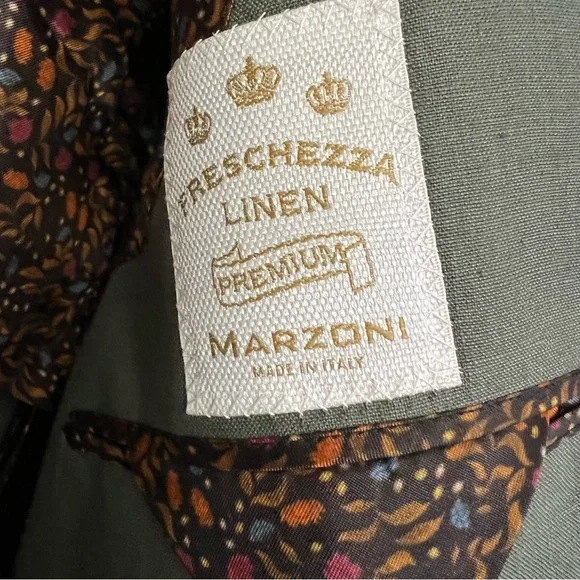 FRESCHEZZA
LINEN
PREMIUM
MARZONI
MADE IN ITALY